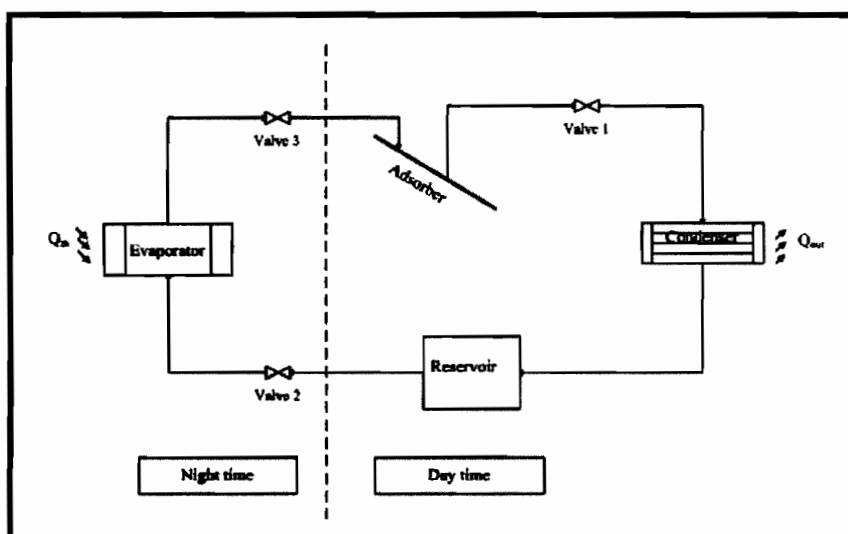 Valve 3
Valve 1
Adsorber
Qin
Evaporator
Condenser
Qout
Reservoir
Valve 2
Night time
Day time